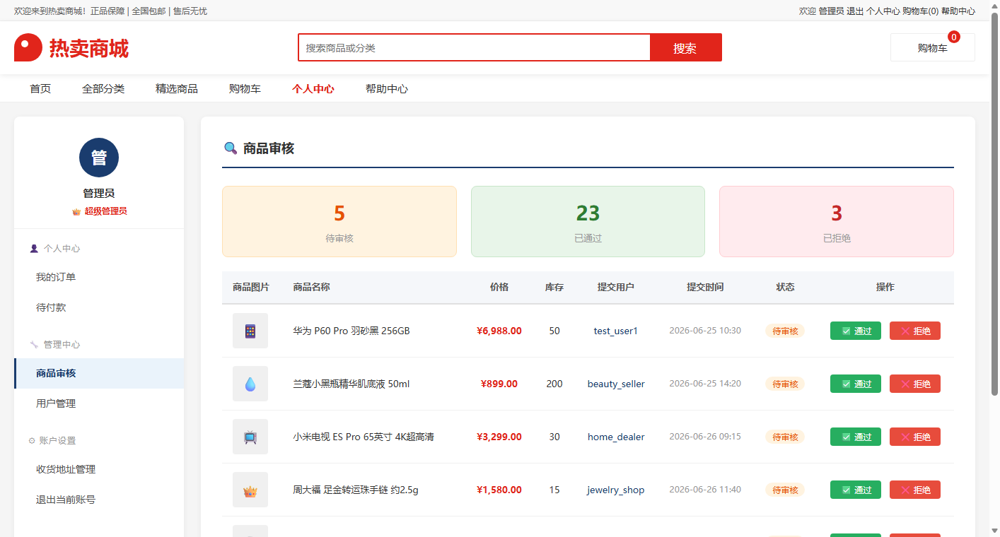 欢迎来到热卖商城！正品保障 | 全国包邮 | 售后无忧
欢迎 管理员 退出 个人中心 购物车(0) 帮助中心
热卖商城
搜索商品或分类
搜索
购物车
0
首页 全部分类 精选商品 购物车 个人中心 帮助中心
管
管理员
超级管理员
个人中心
我的订单
待付款
管理中心
商品审核
用户管理
账户设置
收货地址管理
退出当前账号
商品审核
5
待审核
23
已通过
3
已拒绝
商品图片 商品名称 价格 库存 提交用户 提交时间 状态 操作
华为 P60 Pro 羽砂黑 256GB ¥6,988.00 50 test_user1 2026-06-25 10:30 待审核 通过 拒绝
兰蔻小黑瓶精华肌底液 50ml ¥899.00 200 beauty_seller 2026-06-25 14:20 待审核 通过 拒绝
小米电视 ES Pro 65英寸 4K超高清 ¥3,299.00 30 home_dealer 2026-06-26 09:15 待审核 通过 拒绝
周大福 足金转运珠手链 约2.5g ¥1,580.00 15 jewelry_shop 2026-06-26 11:40 待审核 通过 拒绝